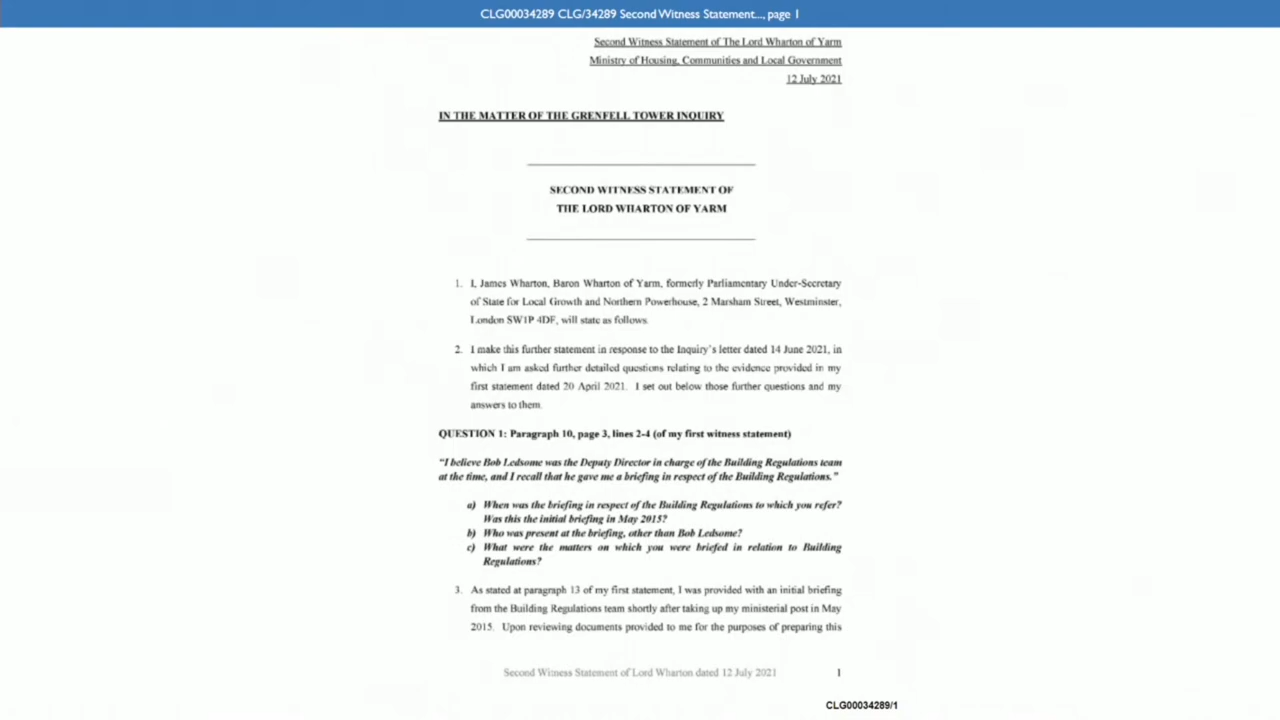 CLG00034289 CLG/34289 Second Witness Statement..., page 1
Second Witness Statement of The Lord Wharton of Yarm
Ministry of Housing, Communities and Local Government
12 July 2021
IN THE MATTER OF THE GRENFELL TOWER INQUIRY
SECOND WITNESS STATEMENT OF
THE LORD WHARTON OF YARM
1. I, James Wharton, Baron Wharton of Yarm, formerly Parliamentary Under-Secretary
of State for Local Growth and Northern Powerhouse, 2 Marsham Street, Westminster,
London SW1P 4DF, will state as follows.
2. I make this further statement in response to the Inquiry's letter dated 14 June 2021, in
which I am asked further detailed questions relating to the evidence provided in my
first statement dated 20 April 2021. I set out below those further questions and my
answers to them.
QUESTION 1: Paragraph 10, page 3, lines 2-4 (of my first witness statement)
“I believe Bob Ledsome was the Deputy Director in charge of the Building Regulations team
at the time, and I recall that he gave me a briefing in respect of the Building Regulations.”
a) When was the briefing in respect of the Building Regulations to which you refer?
Was this the initial briefing in May 2015?
b) Who was present at the briefing, other than Bob Ledsome?
c) What were the matters on which you were briefed in relation to Building
Regulations?
3. As stated at paragraph 13 of my first statement, I was provided with an initial briefing
from the Building Regulations team shortly after taking up my ministerial post in May
2015. Upon reviewing documents provided to me for the purposes of preparing this
Second Witness Statement of Lord Wharton dated 12 July 2021
1
CLG00034289/1